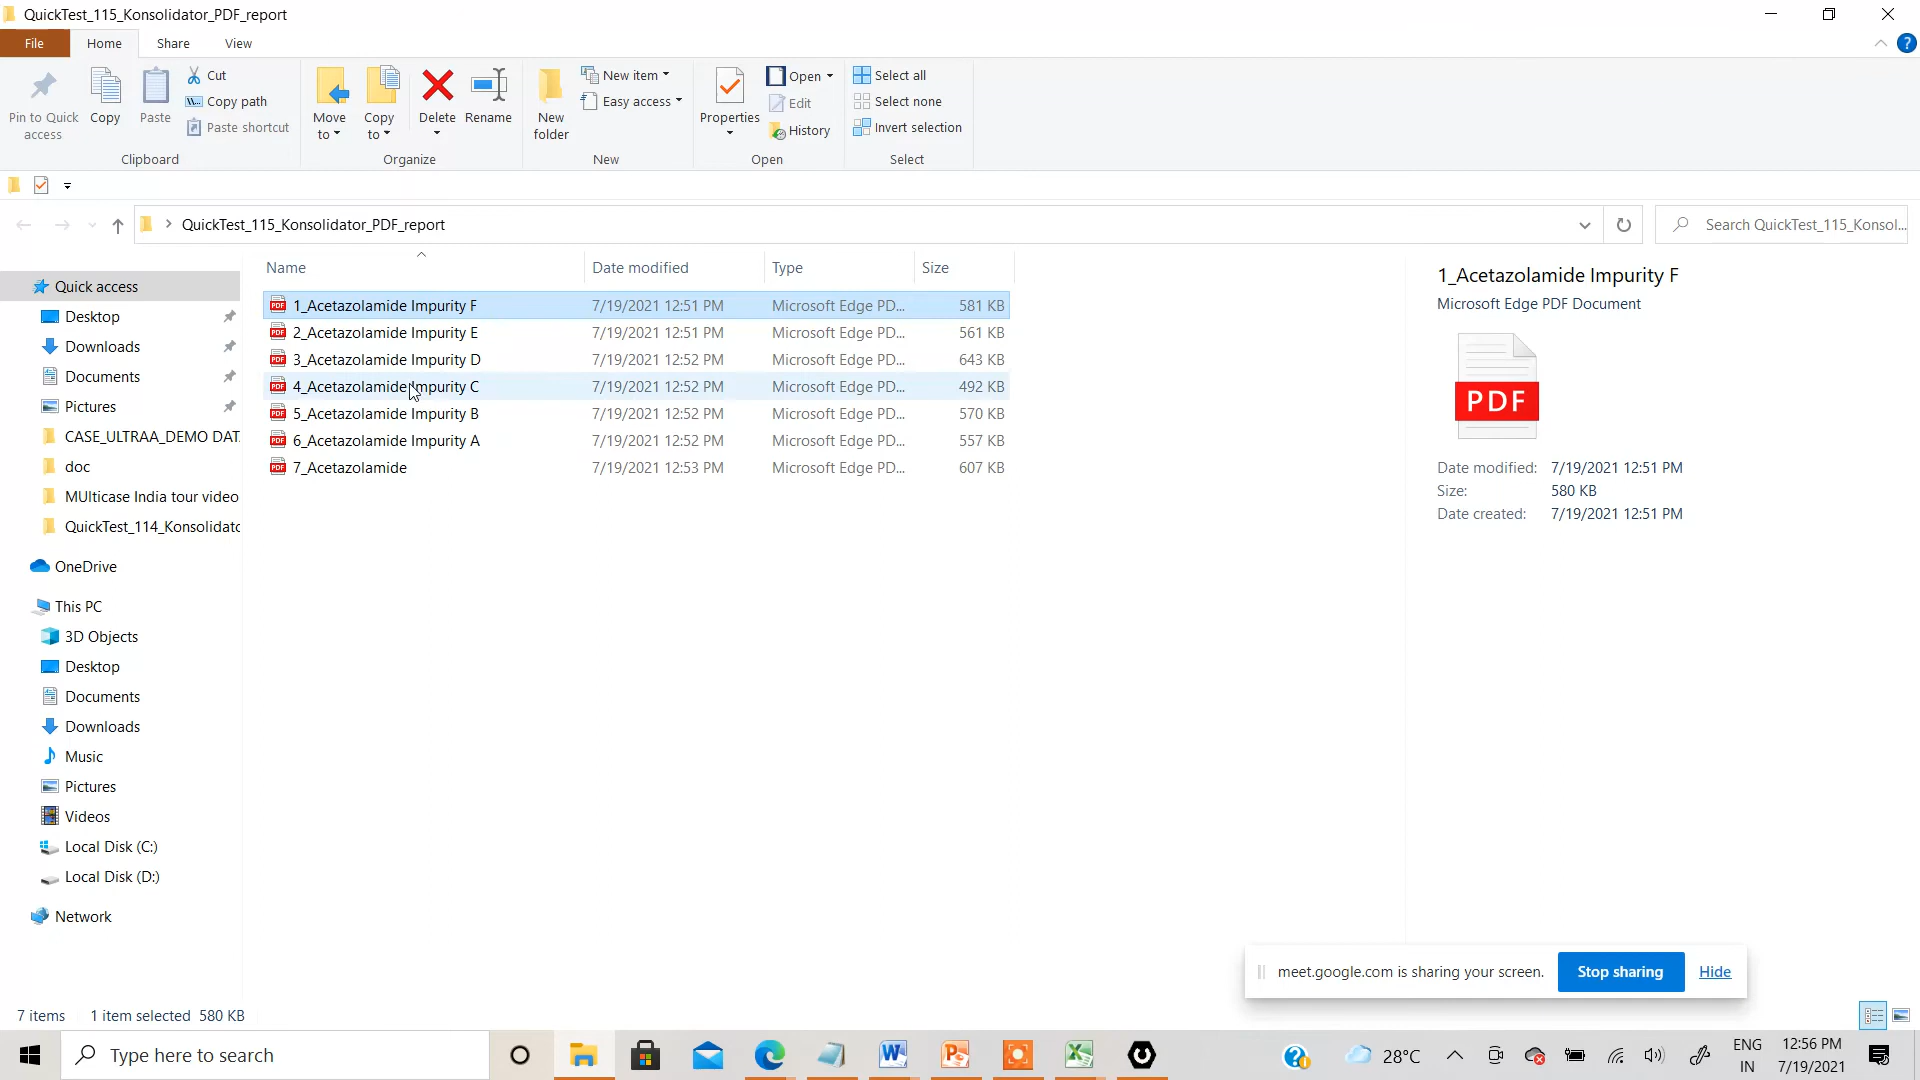 QuickTest_115_Konsolidator_PDF_report
File
Home
Share
View
Pin to Quick access
Copy
Paste
Cut
Copy path
Paste shortcut
Clipboard
Move to
Copy to
Delete
Rename
Organize
New folder
New item
Easy access
New
Properties
Open
Edit
History
Open
Select all
Select none
Invert selection
Select
QuickTest_115_Konsolidator_PDF_report
Search QuickTest_115_Konsol...
Name Date modified Type Size
1_Acetazolamide Impurity F 7/19/2021 12:51 PM Microsoft Edge PD... 581 KB
2_Acetazolamide Impurity E 7/19/2021 12:51 PM Microsoft Edge PD... 561 KB
3_Acetazolamide Impurity D 7/19/2021 12:52 PM Microsoft Edge PD... 643 KB
4_Acetazolamide Impurity C 7/19/2021 12:52 PM Microsoft Edge PD... 492 KB
5_Acetazolamide Impurity B 7/19/2021 12:52 PM Microsoft Edge PD... 570 KB
6_Acetazolamide Impurity A 7/19/2021 12:52 PM Microsoft Edge PD... 557 KB
7_Acetazolamide 7/19/2021 12:53 PM Microsoft Edge PD... 607 KB
Quick access
Desktop
Downloads
Documents
Pictures
CASE_ULTRAA_DEMO DAT
doc
MUlticase India tour video
QuickTest_114_Konsolidato
OneDrive
This PC
3D Objects
Desktop
Documents
Downloads
Music
Pictures
Videos
Local Disk (C:)
Local Disk (D:)
Network
1_Acetazolamide Impurity F
Microsoft Edge PDF Document
PDF
Date modified: 7/19/2021 12:51 PM
Size: 580 KB
Date created: 7/19/2021 12:51 PM
meet.google.com is sharing your screen. Stop sharing Hide
7 items 1 item selected 580 KB
Type here to search
28°C
ENG
IN
12:56 PM
7/19/2021